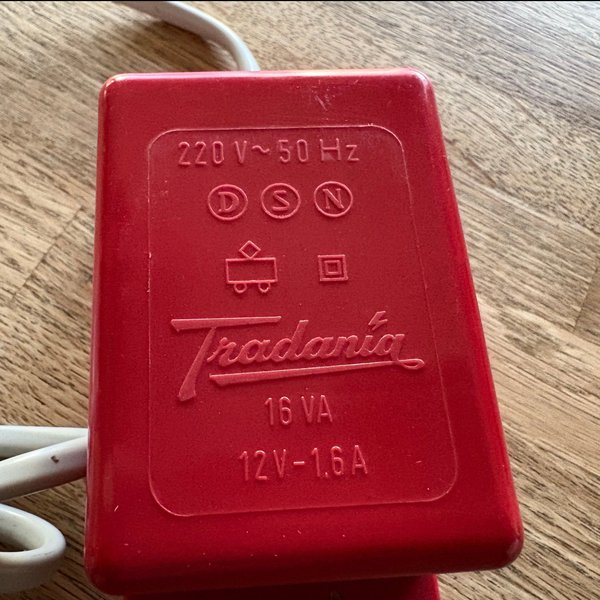 220 V~50 Hz
D S N
Tradania
16 VA
12V-1.6A